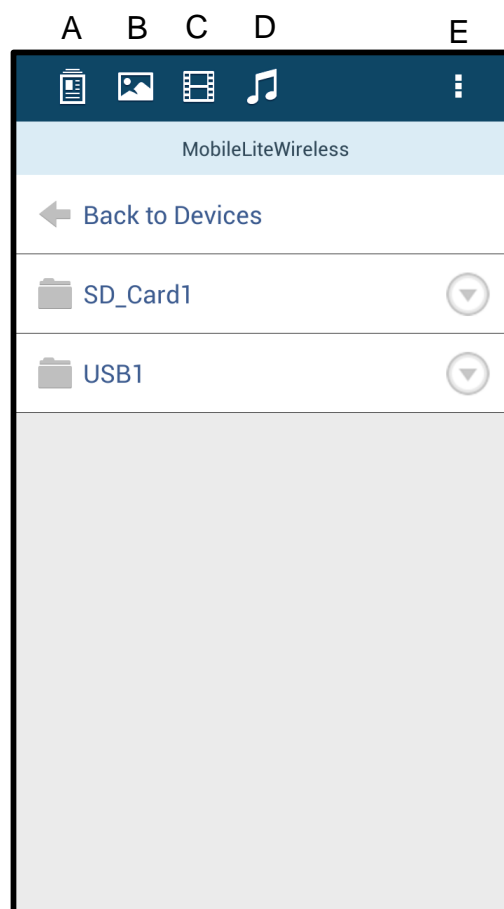 A B C D E
MobileLiteWireless
Back to Devices
SD_Card1
USB1